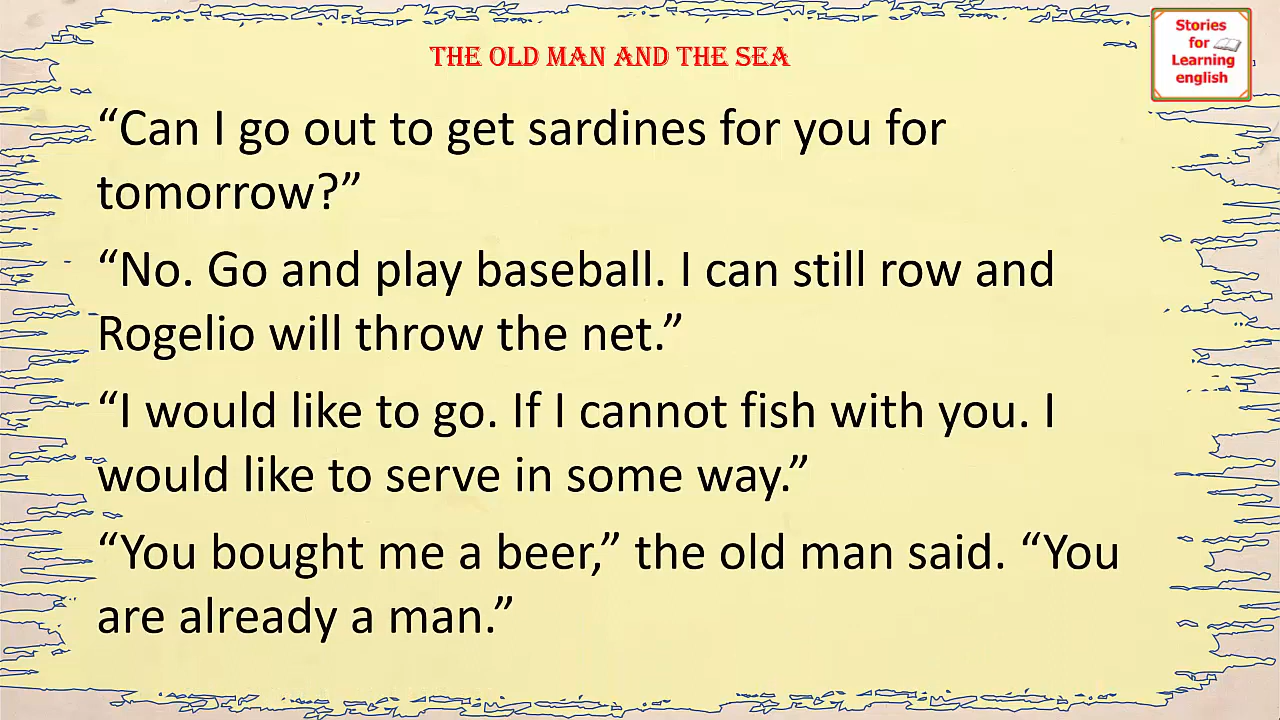 THE OLD MAN AND THE SEA
Stories
for
Learning
english
“Can I go out to get sardines for you for
tomorrow?”
“No. Go and play baseball. I can still row and
Rogelio will throw the net.”
“I would like to go. If I cannot fish with you. I
would like to serve in some way.”
“You bought me a beer,” the old man said. “You
are already a man.”